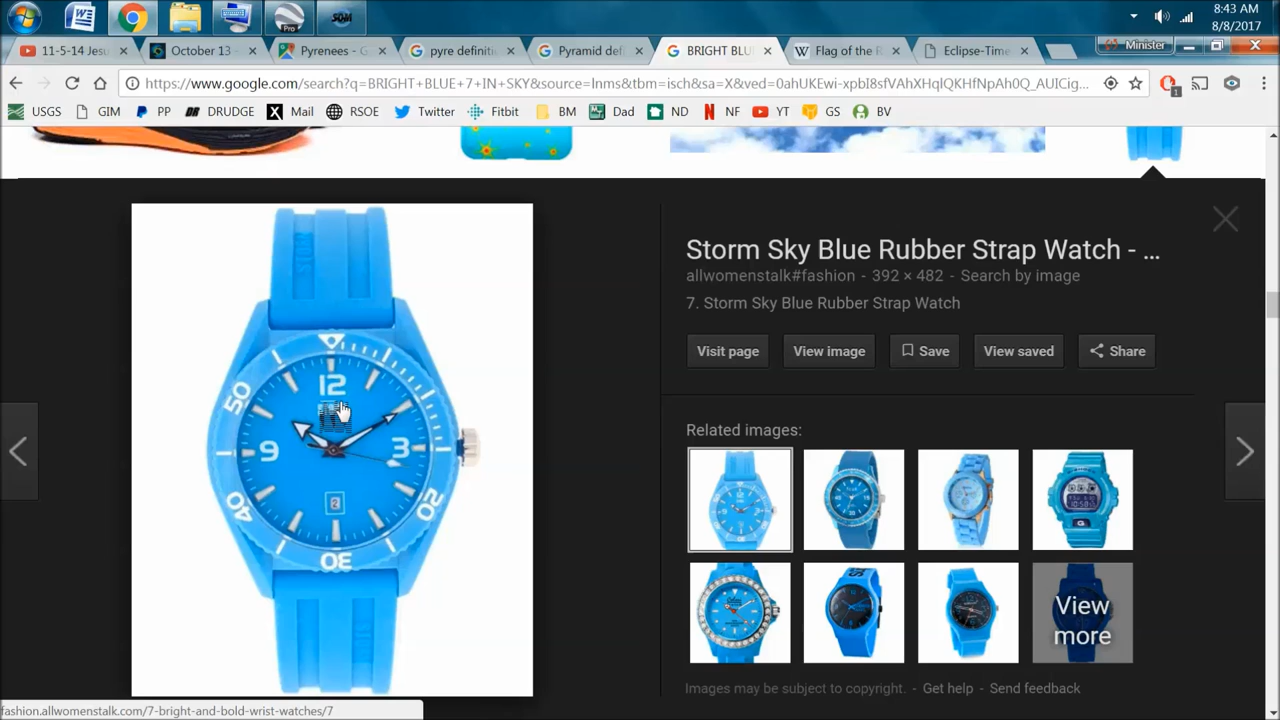 8:43 AM
8/8/2017
Pro
SQM
11-5-14 Jesu
October 13 -
Pyrenees - G
pyre definiti
Pyramid def
BRIGHT BLU
Flag of the R
Eclipse-Time
Minister
https://www.google.com/search?q=BRIGHT+BLUE+7+IN+SKY&source=lnms&tbm=isch&sa=X&ved=0ahUKEwi-xpbI8sfVAhXHqlQKHfNpAh0Q_AUICig...
1
USGS GIM PP DRUDGE Mail RSOE Twitter Fitbit BM Dad ND NF YT GS BV
Storm Sky Blue Rubber Strap Watch - ...
allwomenstalk#fashion - 392 × 482 - Search by image
7. Storm Sky Blue Rubber Strap Watch
Visit page View image Save View saved Share
12
50
9 3
2
40 20
30
Related images:
View more
Images may be subject to copyright. - Get help - Send feedback
fashion.allwomenstalk.com/7-bright-and-bold-wrist-watches/7